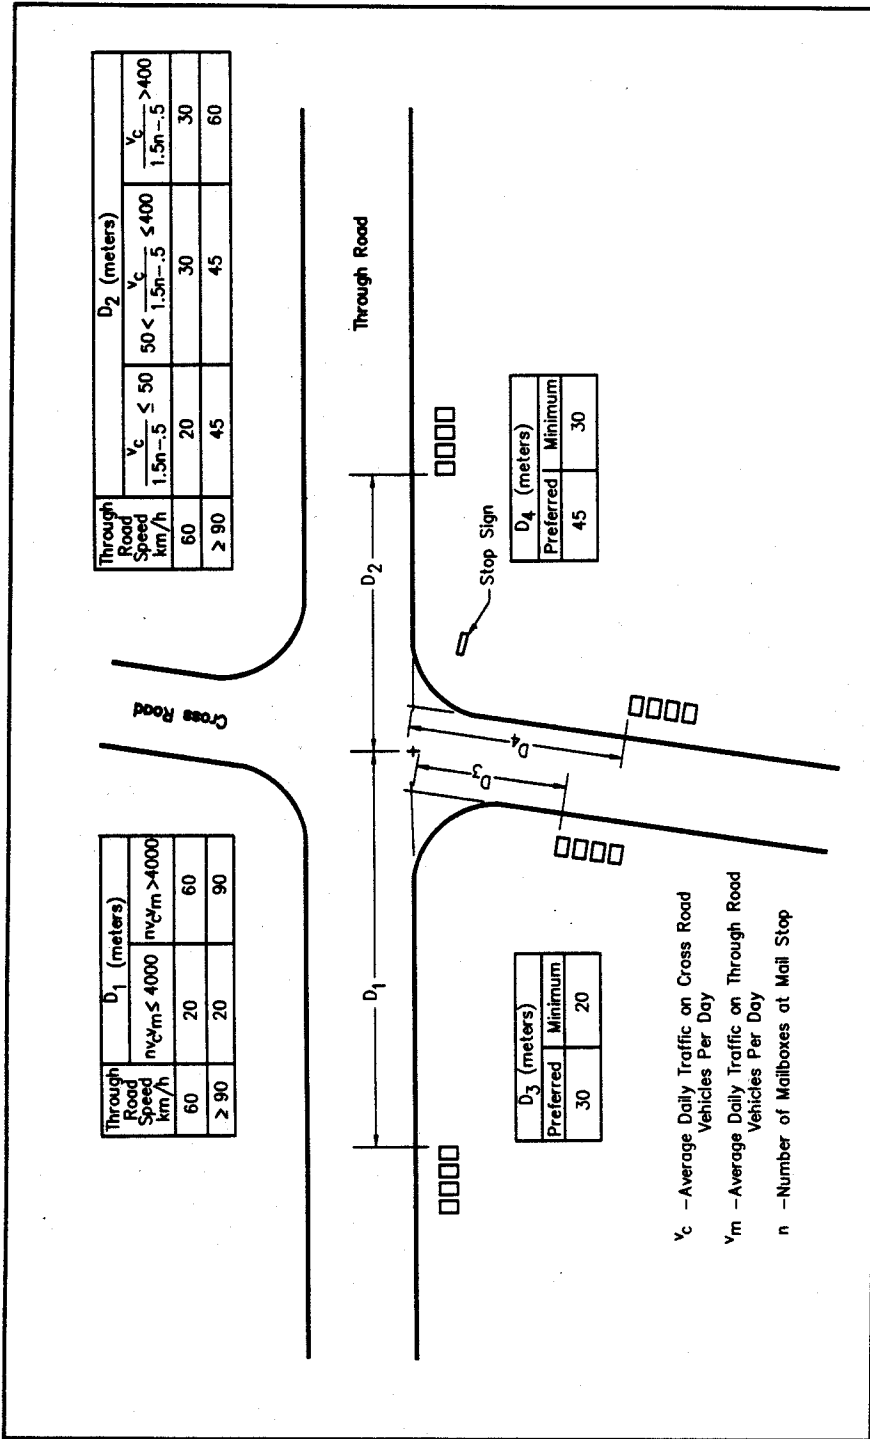 Through
Road
Speed
km/h
D1 (meters)
nvcvm≤ 4000 nvcvm>4000
60 20 60
≥ 90 20 90
Through
Road
Speed
km/h
D2 (meters)
vc/1.5n-.5 ≤ 50
50 < vc/1.5n-.5 ≤400
vc/1.5n-.5 >400
60 20 30 30
≥ 90 45 45 60
Cross Road
Through Road
D1
D2
D3
D4
Stop Sign
D3 (meters)
Preferred Minimum
30 20
D4 (meters)
Preferred Minimum
45 30
vc -Average Daily Traffic on Cross Road
Vehicles Per Day
vm -Average Daily Traffic on Through Road
Vehicles Per Day
n -Number of Mailboxes at Mail Stop